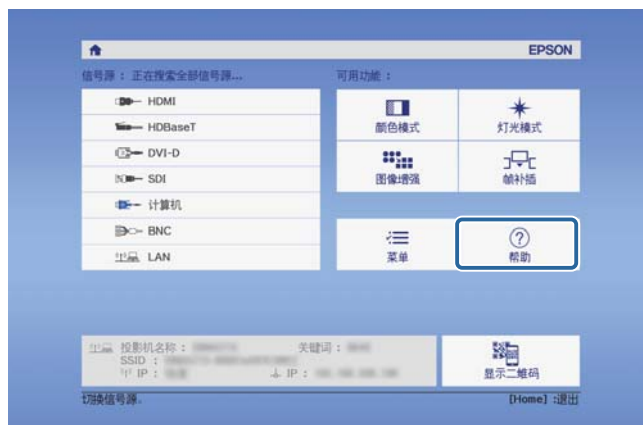 EPSON
信号源 : 正在搜索全部信号源...
可用功能 :
HDMI
HDBaseT
DVI-D
SDI
计算机
BNC
LAN
颜色模式
灯光模式
图像增强
帧补插
菜单
帮助
投影机名称 :
关键词 :
SSID :
IP :
IP :
显示二维码
切换信号源.
[Home] :退出